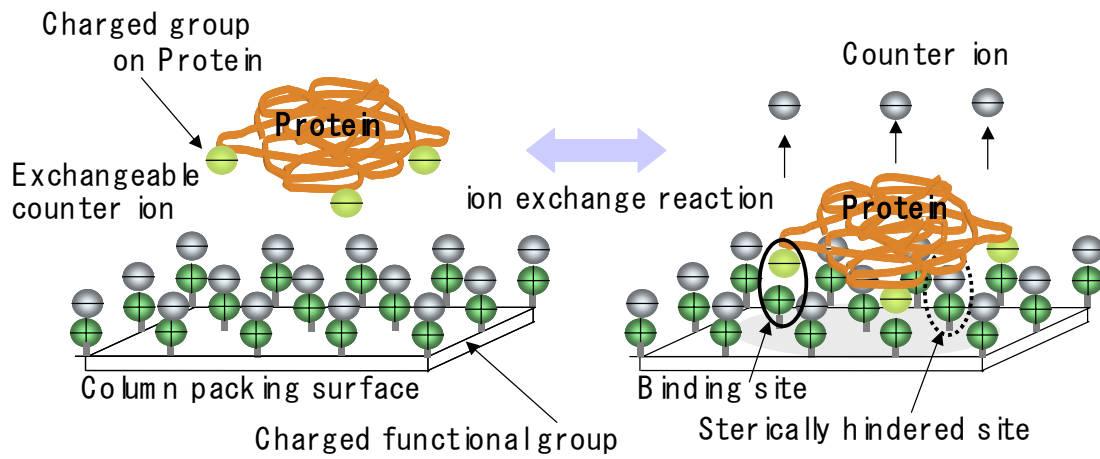 Charged group
on Protein
Protein
Exchangeable
counter ion
Column packing surface
Charged functional group
ion exchange reaction
Counter ion
Protein
Binding site
Sterically hindered site